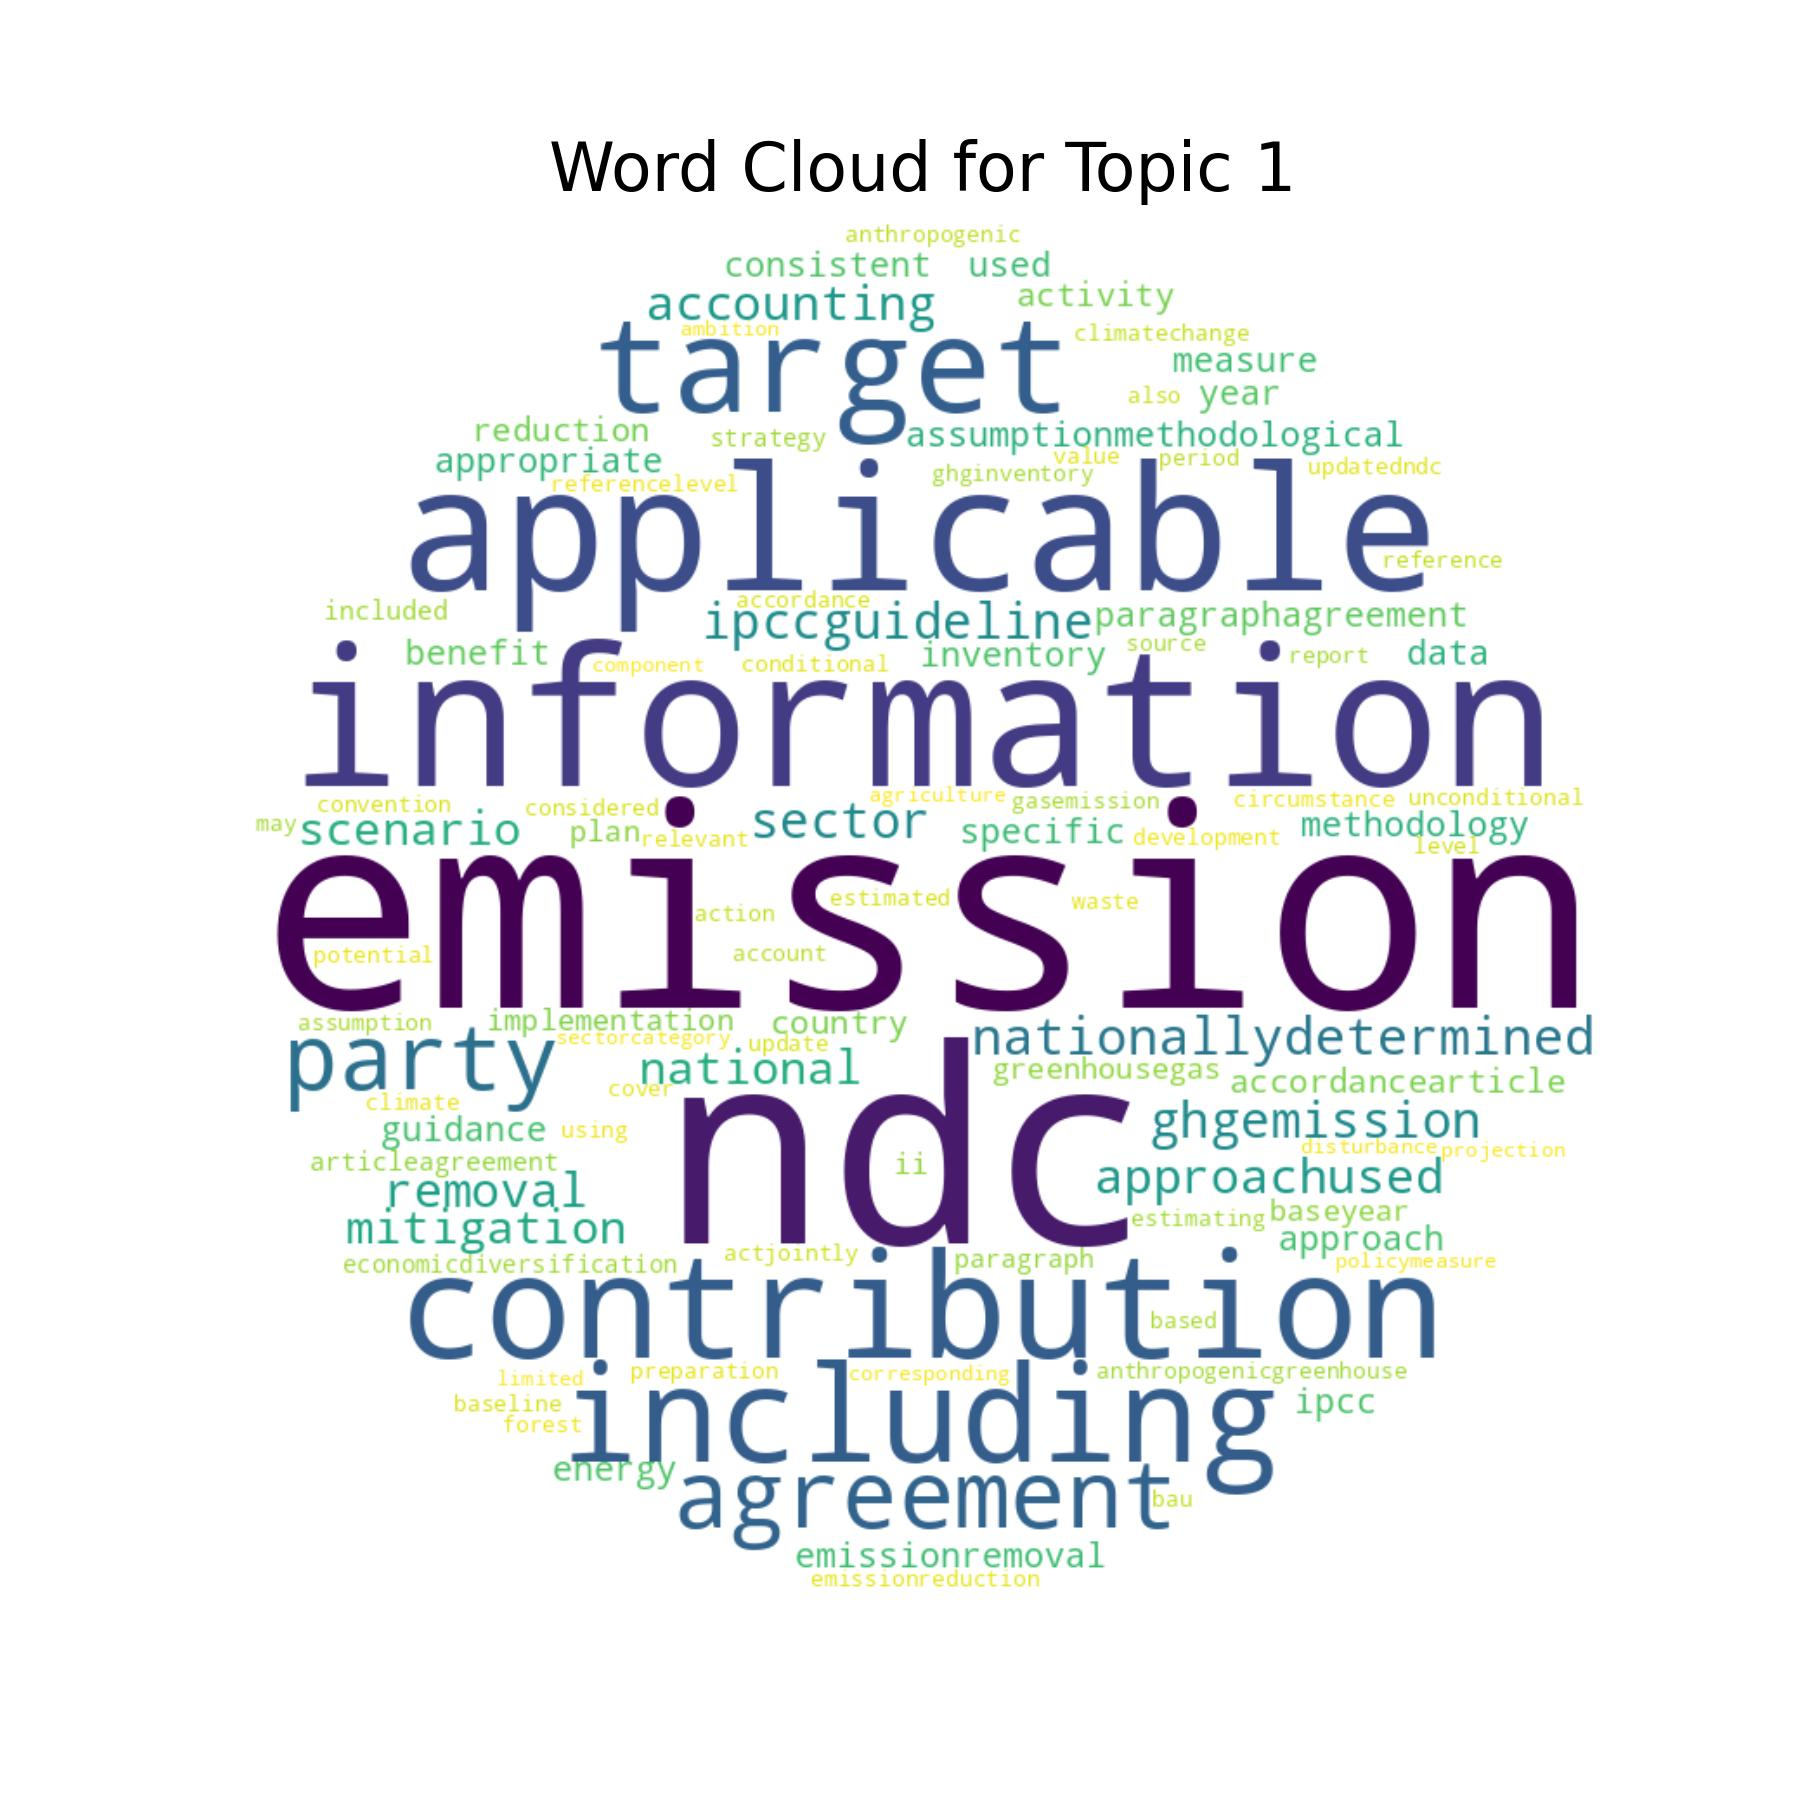 Word Cloud for Topic 1
anthropogenic
consistent used
accounting activity
ambition climatechange
target measure
also year
reduction strategy assumptionmethodological
appropriate value period updatedndc
referencelevel ghginventory
applicable
reference
accordance
included ipccguideline paragraphagreement
benefit component conditional inventory source report data
information
convention considered agriculture gasemission circumstance unconditional
may scenario plan relevant sector specific development methodology
level
emission
estimated waste
action
potential account
assumption implementation country nationallydetermined
party sectorcategory update
national greenhousegas accordancearticle
cover
climate
ndc
guidance using ghgemission
disturbance projection
articleagreement ii approachused
removal
mitigation estimating baseyear
approach
economicdiversification actjointly paragraph policymeasure
contribution
based
limited preparation corresponding anthropogenicgreenhouse
baseline including ipcc
forest
energy
agreement bau
emissionremoval
emissionreduction